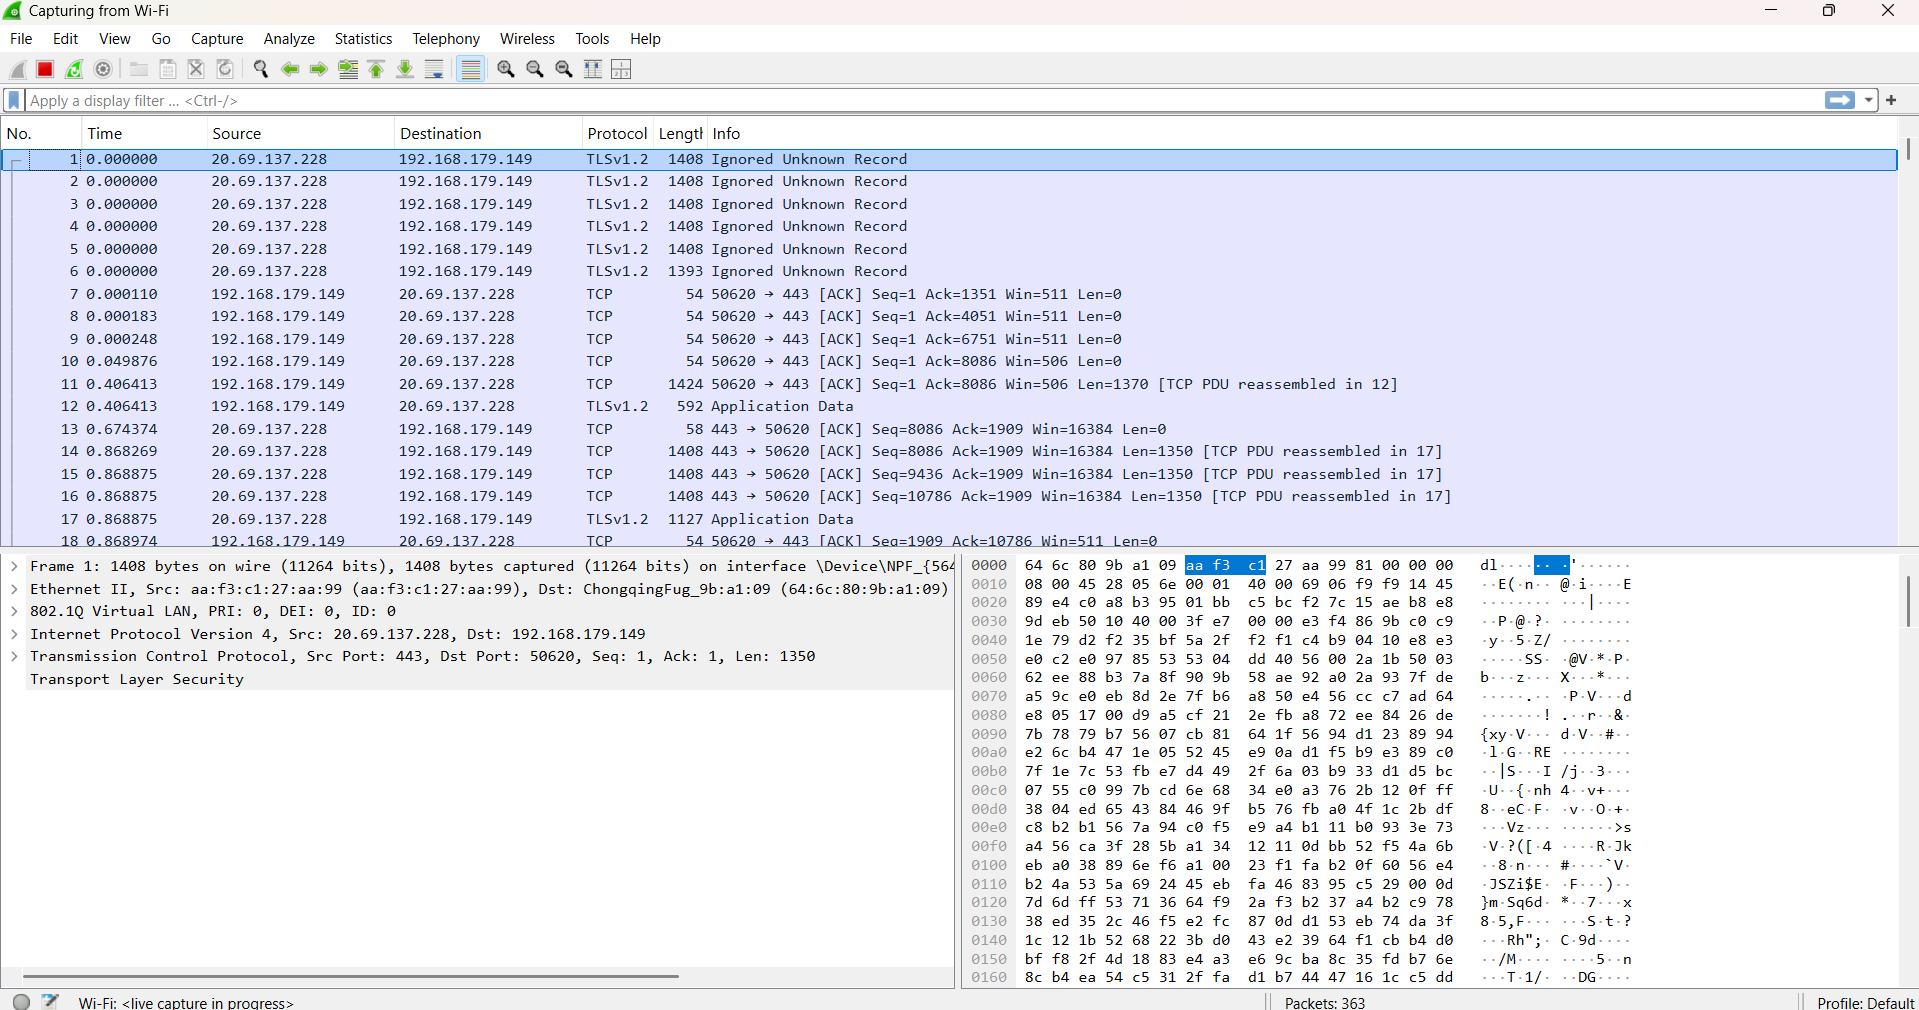 Capturing from Wi-Fi
File Edit View Go Capture Analyze Statistics Telephony Wireless Tools Help
Apply a display filter ... <Ctrl-/>
No. Time Source Destination Protocol Length Info
1 0.000000 20.69.137.228 192.168.179.149 TLSv1.2 1408 Ignored Unknown Record
2 0.000000 20.69.137.228 192.168.179.149 TLSv1.2 1408 Ignored Unknown Record
3 0.000000 20.69.137.228 192.168.179.149 TLSv1.2 1408 Ignored Unknown Record
4 0.000000 20.69.137.228 192.168.179.149 TLSv1.2 1408 Ignored Unknown Record
5 0.000000 20.69.137.228 192.168.179.149 TLSv1.2 1408 Ignored Unknown Record
6 0.000000 20.69.137.228 192.168.179.149 TLSv1.2 1393 Ignored Unknown Record
7 0.000110 192.168.179.149 20.69.137.228 TCP 54 50620 → 443 [ACK] Seq=1 Ack=1351 Win=511 Len=0
8 0.000183 192.168.179.149 20.69.137.228 TCP 54 50620 → 443 [ACK] Seq=1 Ack=4051 Win=511 Len=0
9 0.000248 192.168.179.149 20.69.137.228 TCP 54 50620 → 443 [ACK] Seq=1 Ack=6751 Win=511 Len=0
10 0.049876 192.168.179.149 20.69.137.228 TCP 54 50620 → 443 [ACK] Seq=1 Ack=8086 Win=506 Len=0
11 0.406413 192.168.179.149 20.69.137.228 TCP 1424 50620 → 443 [ACK] Seq=1 Ack=8086 Win=506 Len=1370 [TCP PDU reassembled in 12]
12 0.406413 192.168.179.149 20.69.137.228 TLSv1.2 592 Application Data
13 0.674374 20.69.137.228 192.168.179.149 TCP 58 443 → 50620 [ACK] Seq=8086 Ack=1909 Win=16384 Len=0
14 0.868269 20.69.137.228 192.168.179.149 TCP 1408 443 → 50620 [ACK] Seq=8086 Ack=1909 Win=16384 Len=1350 [TCP PDU reassembled in 17]
15 0.868875 20.69.137.228 192.168.179.149 TCP 1408 443 → 50620 [ACK] Seq=9436 Ack=1909 Win=16384 Len=1350 [TCP PDU reassembled in 17]
16 0.868875 20.69.137.228 192.168.179.149 TCP 1408 443 → 50620 [ACK] Seq=10786 Ack=1909 Win=16384 Len=1350 [TCP PDU reassembled in 17]
17 0.868875 20.69.137.228 192.168.179.149 TLSv1.2 1127 Application Data
18 0.868974 192.168.179.149 20.69.137.228 TCP 54 50620 → 443 [ACK] Seq=1909 Ack=10786 Win=511 Len=0
Frame 1: 1408 bytes on wire (11264 bits), 1408 bytes captured (11264 bits) on interface \Device\NPF_{564
Ethernet II, Src: aa:f3:c1:27:aa:99 (aa:f3:c1:27:aa:99), Dst: ChongqingFug_9b:a1:09 (64:6c:80:9b:a1:09)
802.1Q Virtual LAN, PRI: 0, DEI: 0, ID: 0
Internet Protocol Version 4, Src: 20.69.137.228, Dst: 192.168.179.149
Transmission Control Protocol, Src Port: 443, Dst Port: 50620, Seq: 1, Ack: 1, Len: 1350
Transport Layer Security
0000 64 6c 80 9b a1 09 aa f3 c1 27 aa 99 81 00 00 00 dl·······'······
0010 08 00 45 28 05 6e 00 01 40 00 69 06 f9 f9 14 45 ··E(·n··@·i····E
0020 89 e4 c0 a8 b3 95 01 bb c5 bc f2 7c 15 ae b8 e8 ···········|····
0030 9d eb 50 10 40 00 3f e7 00 00 e3 f4 86 9b c0 c9 ··P·@·?·········
0040 1e 79 d2 f2 35 bf 5a 2f f2 f1 c4 b9 04 10 e8 e3 ·y··5·Z/········
0050 e0 c2 e0 97 85 53 53 04 dd 40 56 00 2a 1b 50 03 ·····SS··@V·*·P·
0060 62 ee 88 b3 7a 8f 90 9b 58 ae 92 a0 2a 93 7f de b···z···X···*···
0070 a5 9c e0 eb 8d 2e 7f b6 a8 50 e4 56 cc c7 ad 64 ·····.···P·V···d
0080 e8 05 17 00 d9 a5 cf 21 2e fb a8 72 ee 84 26 de ·······!.··r··&·
0090 7b 78 79 b7 56 07 cb 81 64 1f 56 94 d1 23 89 94 {xy·V···d·V··#··
00a0 e2 6c b4 47 1e 05 52 45 e9 0a d1 f5 b9 e3 89 c0 ·l·G··RE········
00b0 7f 1e 7c 53 fb e7 d4 49 2f 6a 03 b9 33 d1 d5 bc ··|S···I/j··3···
00c0 07 55 c0 99 7b cd 6e 68 34 e0 a3 76 2b 12 0f ff ·U··{·nh4··v+···
00d0 38 04 ed 65 43 84 46 9f b5 76 fb a0 4f 1c 2b df 8··eC·F··v··O·+·
00e0 c8 b2 b1 56 7a 94 c0 f5 e9 a4 b1 11 b0 93 3e 73 ···Vz·········>s
00f0 a4 56 ca 3f 28 5b a1 34 12 11 0d bb 52 f5 4a 6b ·V·?([·4····R·Jk
0100 eb a0 38 89 6e f6 a1 00 23 f1 fa b2 0f 60 56 e4 ··8·n···#····`V·
0110 b2 4a 53 5a 69 24 45 eb fa 46 83 95 c5 29 00 0d ·JSZi$E··F···)··
0120 7d 6d ff 53 71 36 64 f9 2a f3 b2 37 a4 b2 c9 78 }m·Sq6d·*··7···x
0130 38 ed 35 2c 46 f5 e2 fc 87 0d d1 53 eb 74 da 3f 8·5,F······S·t·?
0140 1c 12 1b 52 68 22 3b d0 43 e2 39 64 f1 cb b4 d0 ···Rh";·C·9d····
0150 bf f8 2f 4d 18 83 e4 a3 e6 9c ba 8c 35 fd b7 6e ··/M········5··n
0160 8c b4 ea 54 c5 31 2f fa d1 b7 44 47 16 1c c5 dd ···T·1/···DG····
Wi-Fi: <live capture in progress> Packets: 363 Profile: Default